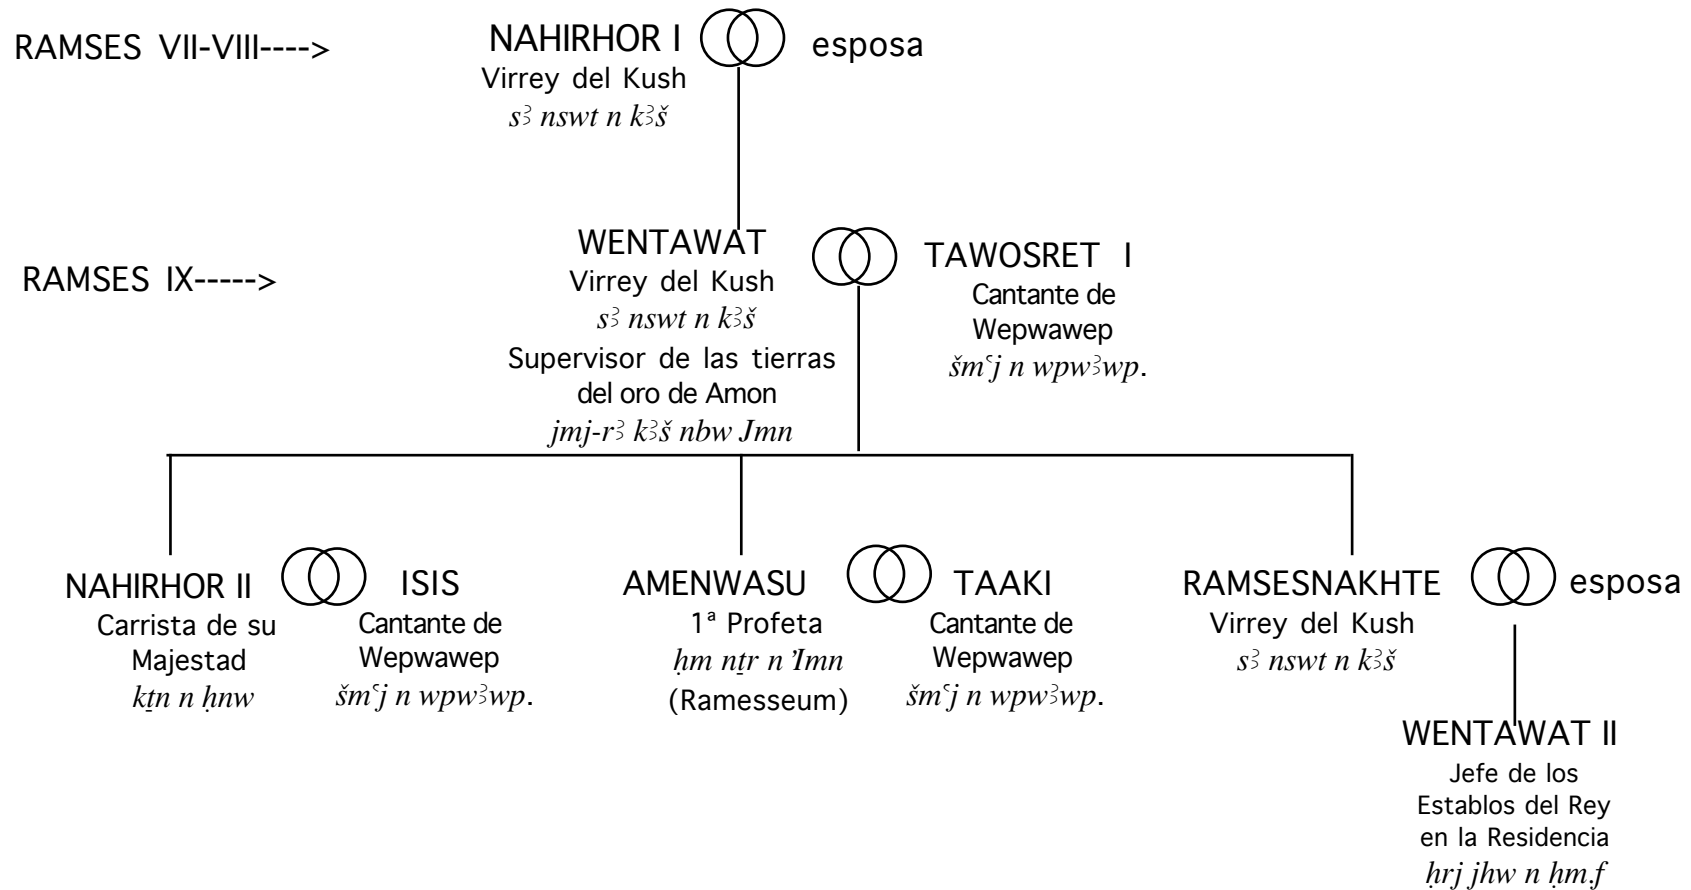 RAMSES VII-VIII---->
NAHIRHOR I
esposa
Virrey del Kush
sꜣ nswt n kꜣš
RAMSES IX----->
WENTAWAT
Virrey del Kush
sꜣ nswt n kꜣš
Supervisor de las tierras
del oro de Amon
jmj-rꜣ kꜣš nbw Jmn
TAWOSRET I
Cantante de
Wepwawep
šmꜥj n wpwꜣwp.
NAHIRHOR II
Carrista de su
Majestad
kṯn n ḥnw
ISIS
Cantante de
Wepwawep
šmꜥj n wpwꜣwp.
AMENWASU
1ª Profeta
ḥm nṯr n 'Imn
(Ramesseum)
TAAKI
Cantante de
Wepwawep
šmꜥj n wpwꜣwp.
RAMSESNAKHTE
Virrey del Kush
sꜣ nswt n kꜣš
esposa
WENTAWAT II
Jefe de los
Establos del Rey
en la Residencia
ḥrj jhw n ḥm.f